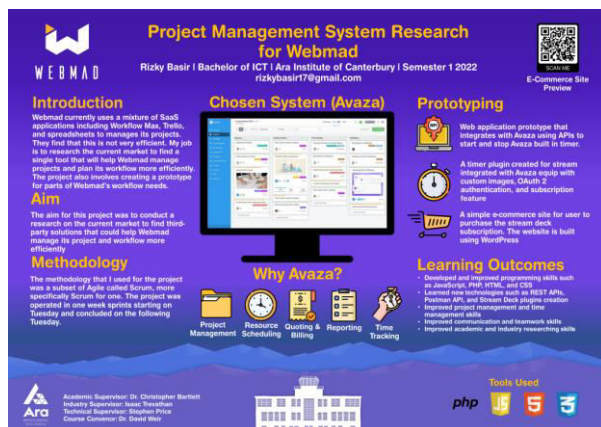 WEBMAD
Project Management System Research
for Webmad
Rizky Basir | Bachelor of ICT | Ara Institute of Canterbury | Semester 1 2022
rizkybasir17@gmail.com
SCAN ME
E-Commerce Site
Preview
Introduction
Webmad currently uses a mixture of SaaS
applications including Workflow Max, Trello,
and spreadsheets to manages its projects.
They find that this is not very efficient. My job
is to research the current market to find a
single tool that will help Webmad manage
projects and plan its workflow more efficiently.
The project also involves creating a prototype
for parts of Webmad's workflow needs.
Aim
The aim for this project was to conduct a
research on the current market to find third-
party solutions that could help Webmad
manage its project and workflow more
efficiently
Methodology
The methodology that I used for the project
was a subset of Agile called Scrum, more
specifically Scrum for one. The project was
operated in one week sprints starting on
Tuesday and concluded on the following
Tuesday.
Chosen System (Avaza)
Why Avaza?
Project
Management
Resource
Scheduling
Quoting &
Billing
Reporting
Time
Tracking
Prototyping
API
Web application prototype that
integrates with Avaza using APIs to
start and stop Avaza built in timer.
A timer plugin created for stream
integrated with Avaza equip with
custom images, OAuth 2
authentication, and subscription
feature
A simple e-commerce site for user to
purchase the stream deck
subscription. The website is built
using WordPress
Learning Outcomes
• Developed and improved programming skills such
as JavaScript, PHP, HTML, and CSS
• Learned new technologies such as REST APIs,
Postman API, and Stream Deck plugins creation
• Improved project management and time
management skills
• Improved communication and teamwork skills
• Improved academic and industry researching skills
Ara
Academic Supervisor: Dr. Christopher Bartlett
Industry Supervisor: Isaac Trevathan
Technical Supervisor: Stephen Price
Course Convenor: Dr. David Weir
Tools Used
php
JS
5
3